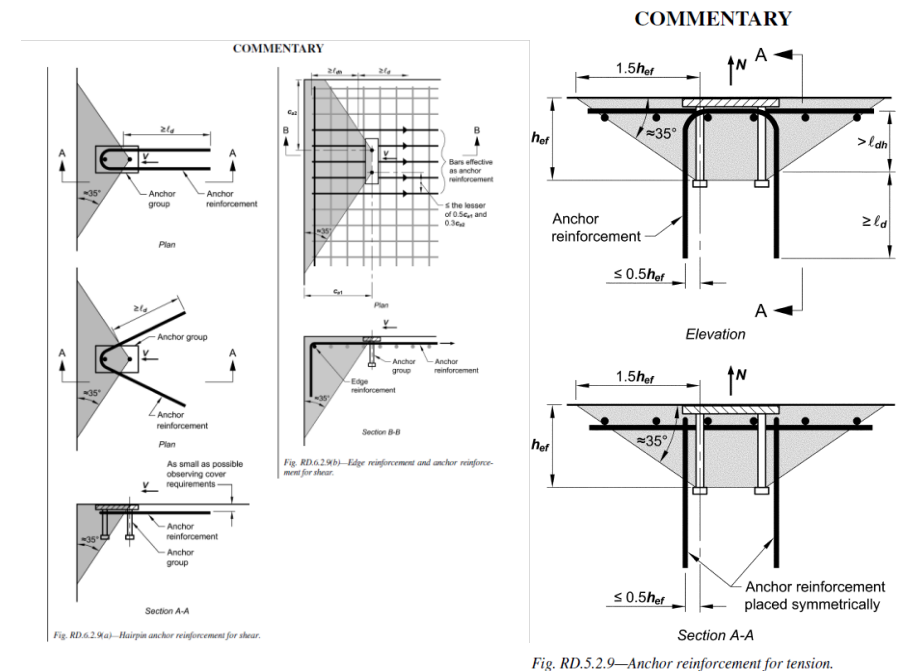 COMMENTARY
≥ℓd
A
A
V
≈35°
Anchor
group
Anchor
reinforcement
Plan
≥ℓd
Anchor group
A
A
V
≈35°
Anchor
reinforcement
Plan
As small as possible
observing cover
requirements
V
≈35°
Anchor
reinforcement
Anchor
group
Section A-A
Fig. RD.6.2.9(a)—Hairpin anchor reinforcement for shear.
≥ℓdh
≥ℓd
ca2
B
B
V
Bars effective
as anchor
reinforcement
≤ the lesser
of 0.5ca1 and
0.3ca2
≈35°
ca1
Plan
V
Anchor
group
Anchor
reinforcement
Edge
reinforcement
≈35°
Section B-B
Fig. RD.6.2.9(b)—Edge reinforcement and anchor reinforce-
ment for shear.
COMMENTARY
A
1.5hef
N
hef
≈35°
>ℓdh
Anchor
reinforcement
≥ℓd
≤ 0.5hef
A
Elevation
1.5hef
N
hef
≈35°
Anchor reinforcement
placed symmetrically
≤ 0.5hef
Section A-A
Fig. RD.5.2.9—Anchor reinforcement for tension.